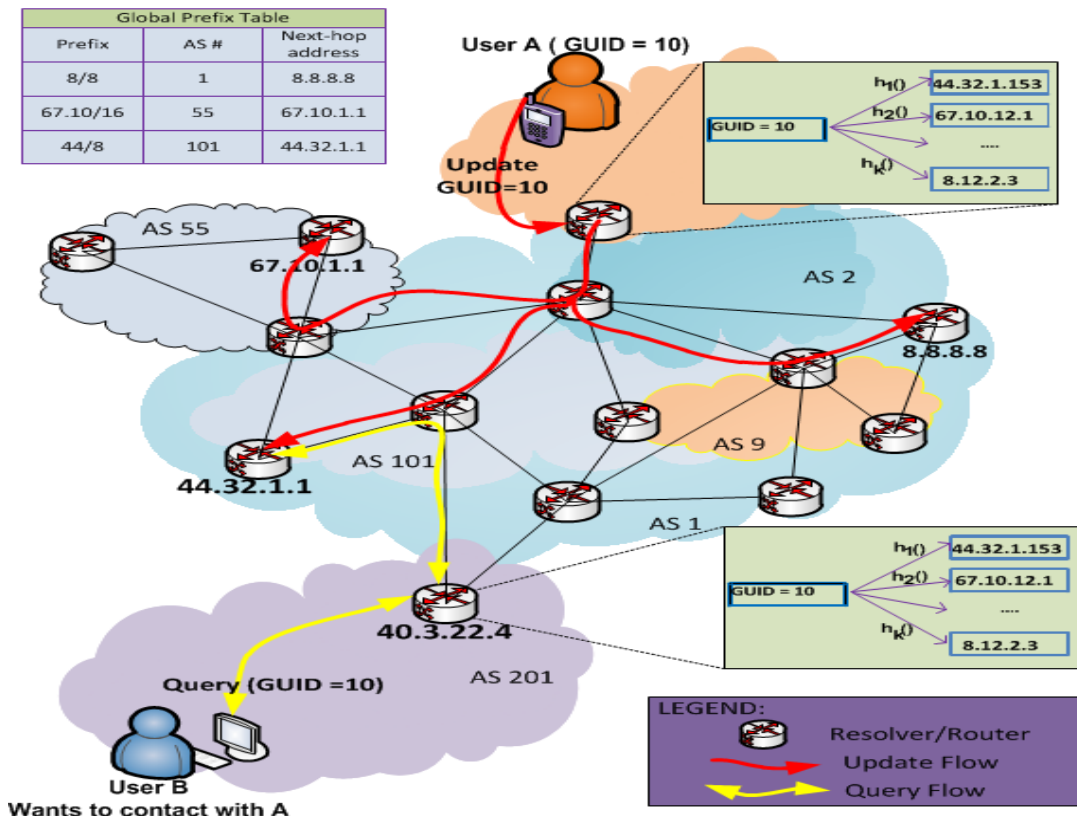 Global Prefix Table
Prefix AS # Next-hop address
8/8 1 8.8.8.8
67.10/16 55 67.10.1.1
44/8 101 44.32.1.1
User A ( GUID = 10)
Update
GUID=10
GUID = 10
h1()
44.32.1.153
h2()
67.10.12.1
....
hk()
8.12.2.3
AS 55
67.10.1.1
AS 2
8.8.8.8
AS 9
AS 101
44.32.1.1
AS 1
GUID = 10
h1()
44.32.1.153
h2()
67.10.12.1
....
hk()
8.12.2.3
40.3.22.4
AS 201
Query (GUID =10)
User B
Wants to contact with A
LEGEND:
Resolver/Router
Update Flow
Query Flow